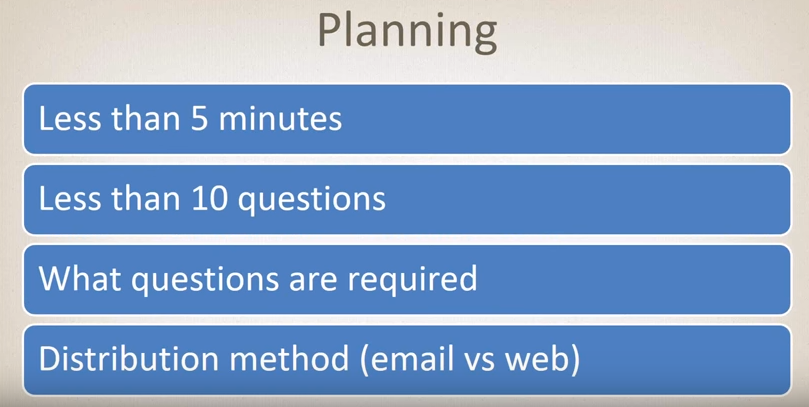 Planning
Less than 5 minutes
Less than 10 questions
What questions are required
Distribution method (email vs web)